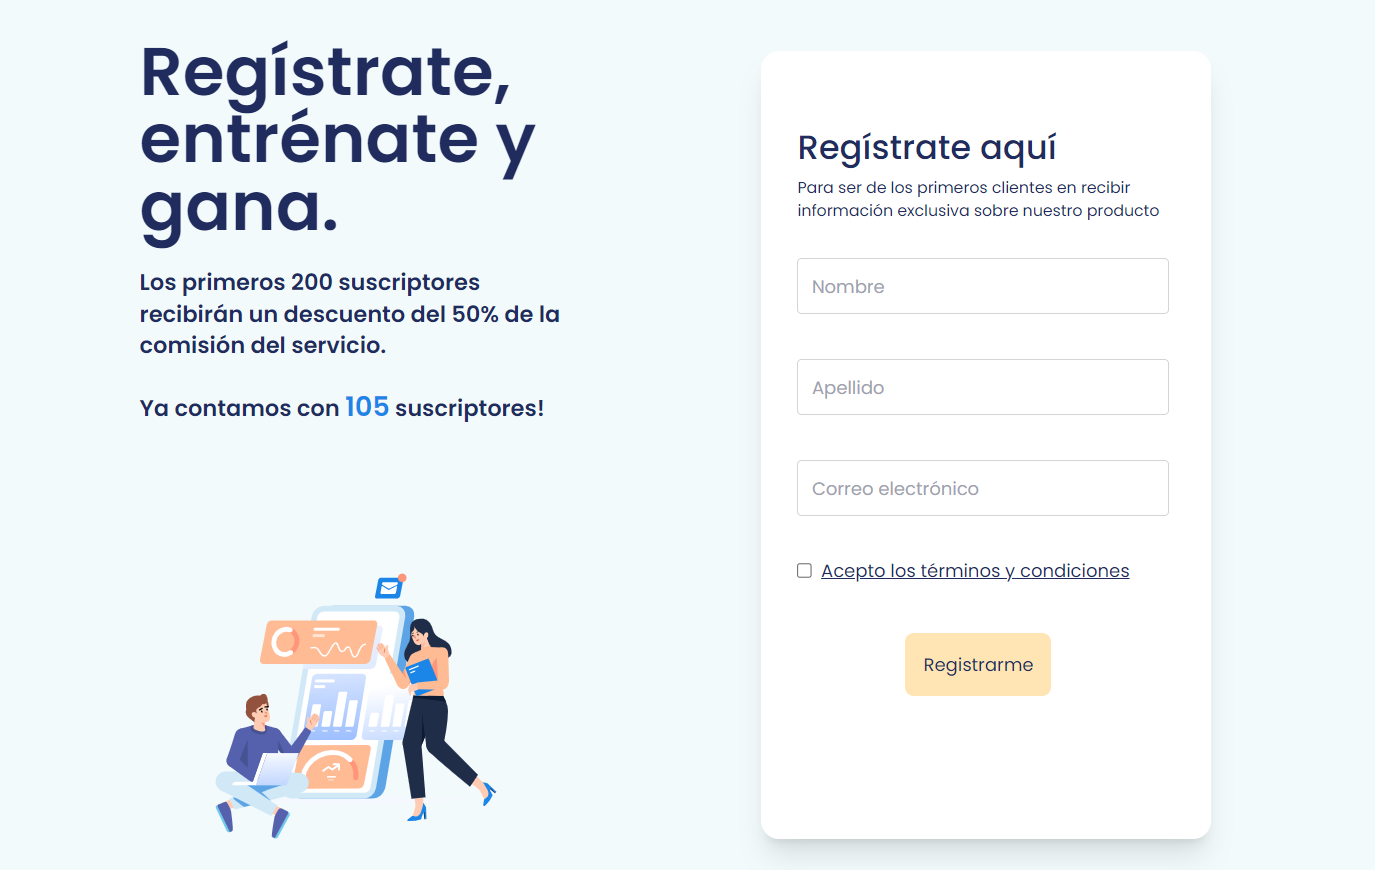 Regístrate,
entrénate y
gana.
Los primeros 200 suscriptores
recibirán un descuento del 50% de la
comisión del servicio.
Ya contamos con 105 suscriptores!
Regístrate aquí
Para ser de los primeros clientes en recibir
información exclusiva sobre nuestro producto
Nombre
Apellido
Correo electrónico
Acepto los términos y condiciones
Registrarme